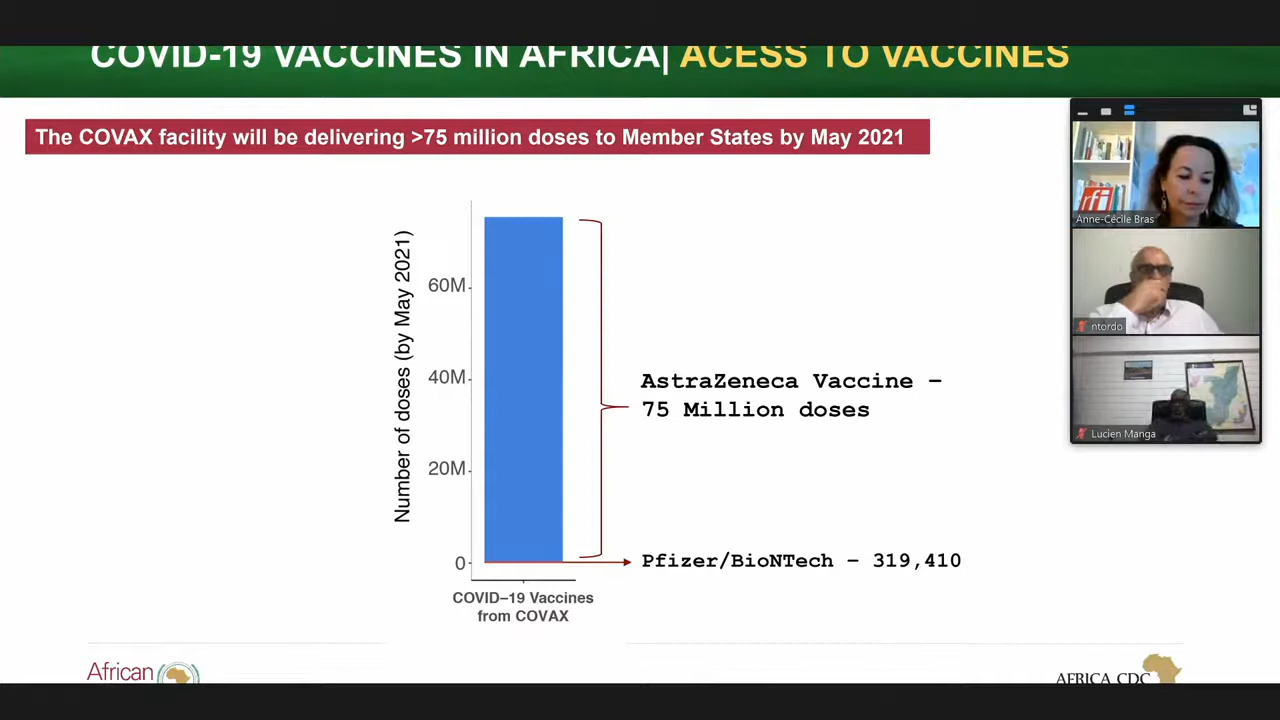 COVID-19 VACCINES IN AFRICA| ACESS TO VACCINES
The COVAX facility will be delivering >75 million doses to Member States by May 2021
Number of doses (by May 2021)
60M
40M
20M
0
AstraZeneca Vaccine –
75 Million doses
Pfizer/BioNTech – 319,410
COVID–19 Vaccines
from COVAX
rfi
Anne-Cécile Bras
ntordo
Lucien Manga
African
AFRICA CDC